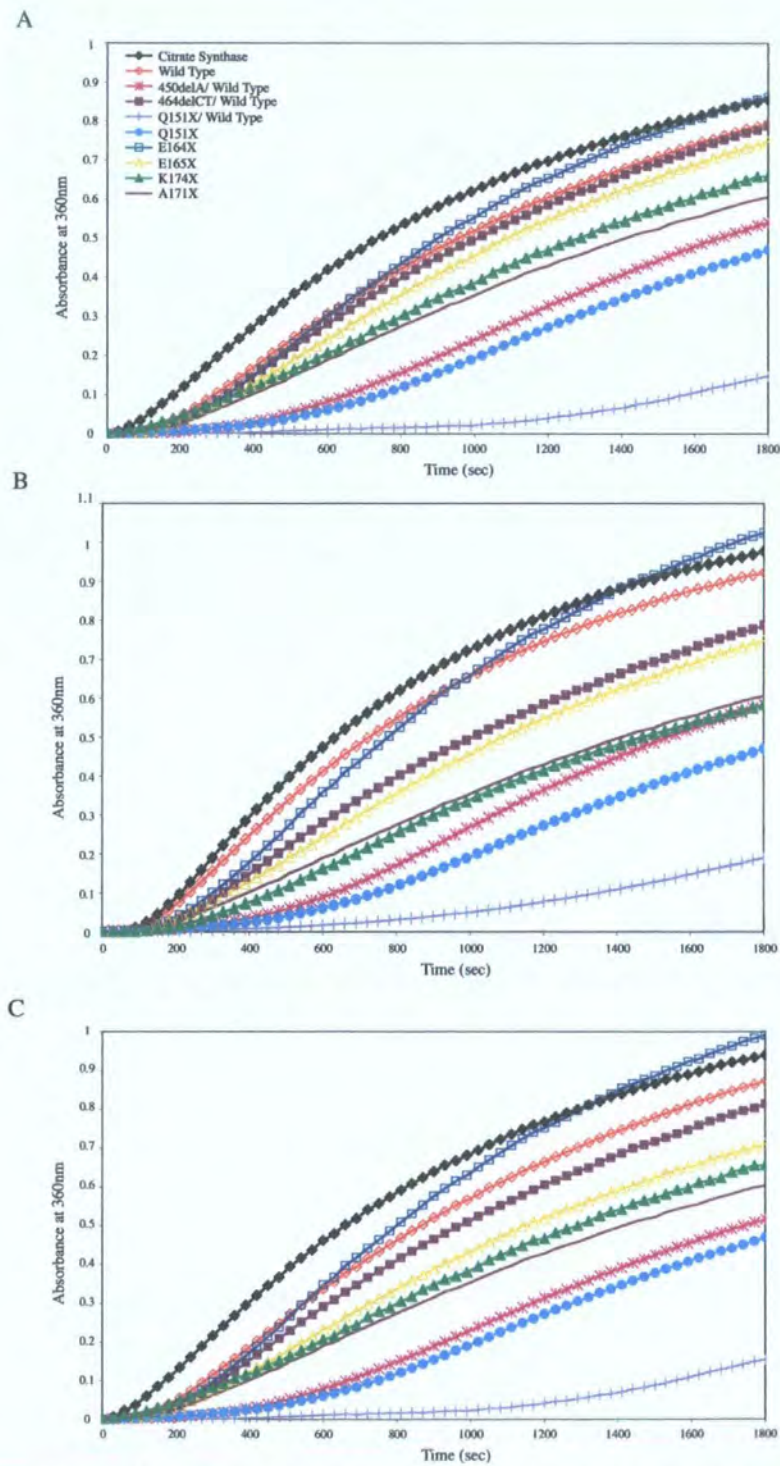 A
Absorbance at 360nm
1
0.9
0.8
0.7
0.6
0.5
0.4
0.3
0.2
0.1
0
Citrate Synthase
Wild Type
450delA/ Wild Type
464delCT/ Wild Type
Q151X/ Wild Type
Q151X
E164X
E165X
K174X
A171X
0 200 400 600 800 1000 1200 1400 1600 1800
Time (sec)
B
Absorbance at 360nm
1.1
1
0.9
0.8
0.7
0.6
0.5
0.4
0.3
0.2
0.1
0
0 200 400 600 800 1000 1200 1400 1600 1800
Time (sec)
C
Absorbance at 360nm
1
0.9
0.8
0.7
0.6
0.5
0.4
0.3
0.2
0.1
0
0 200 400 600 800 1000 1200 1400 1600 1800
Time (sec)